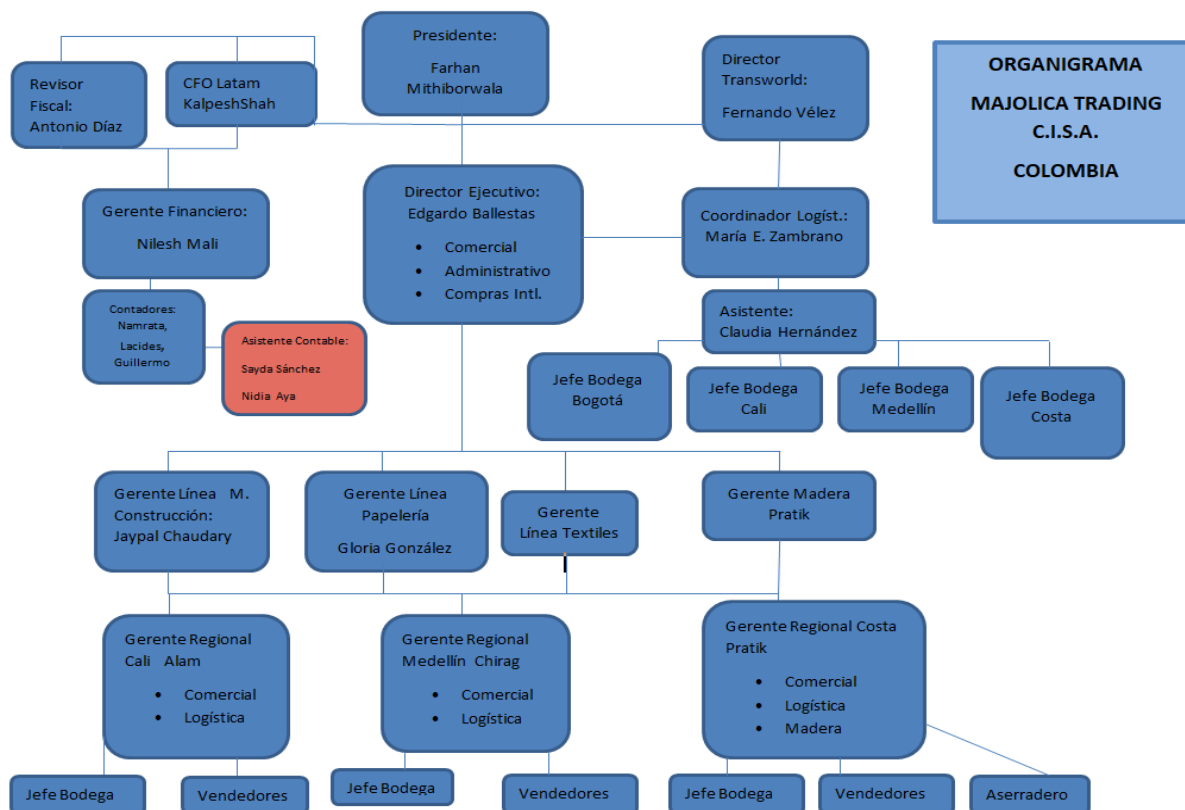 Presidente:
Farhan
Mithiborwala
Revisor
Fiscal:
Antonio Díaz
CFO Latam
KalpeshShah
Director
Transworld:
Fernando Vélez
ORGANIGRAMA
MAJOLICA TRADING
C.I.S.A.
COLOMBIA
Gerente Financiero:
Nilesh Mali
Director Ejecutivo:
Edgardo Ballestas
• Comercial
• Administrativo
• Compras Intl.
Coordinador Logíst.:
María E. Zambrano
Contadores:
Namrata,
Lacides,
Guillermo
Asistente Contable:
Sayda Sánchez
Nidia Aya
Asistente:
Claudia Hernández
Jefe Bodega
Bogotá
Jefe Bodega
Cali
Jefe Bodega
Medellín
Jefe Bodega
Costa
Gerente Línea M.
Construcción:
Jaypal Chaudary
Gerente Línea
Papelería
Gloria González
Gerente
Línea Textiles
Gerente Madera
Pratik
Gerente Regional
Cali Alam
• Comercial
• Logística
Gerente Regional
Medellín Chirag
• Comercial
• Logística
Gerente Regional Costa
Pratik
• Comercial
• Logística
• Madera
Jefe Bodega
Vendedores
Jefe Bodega
Vendedores
Jefe Bodega
Vendedores
Aserradero